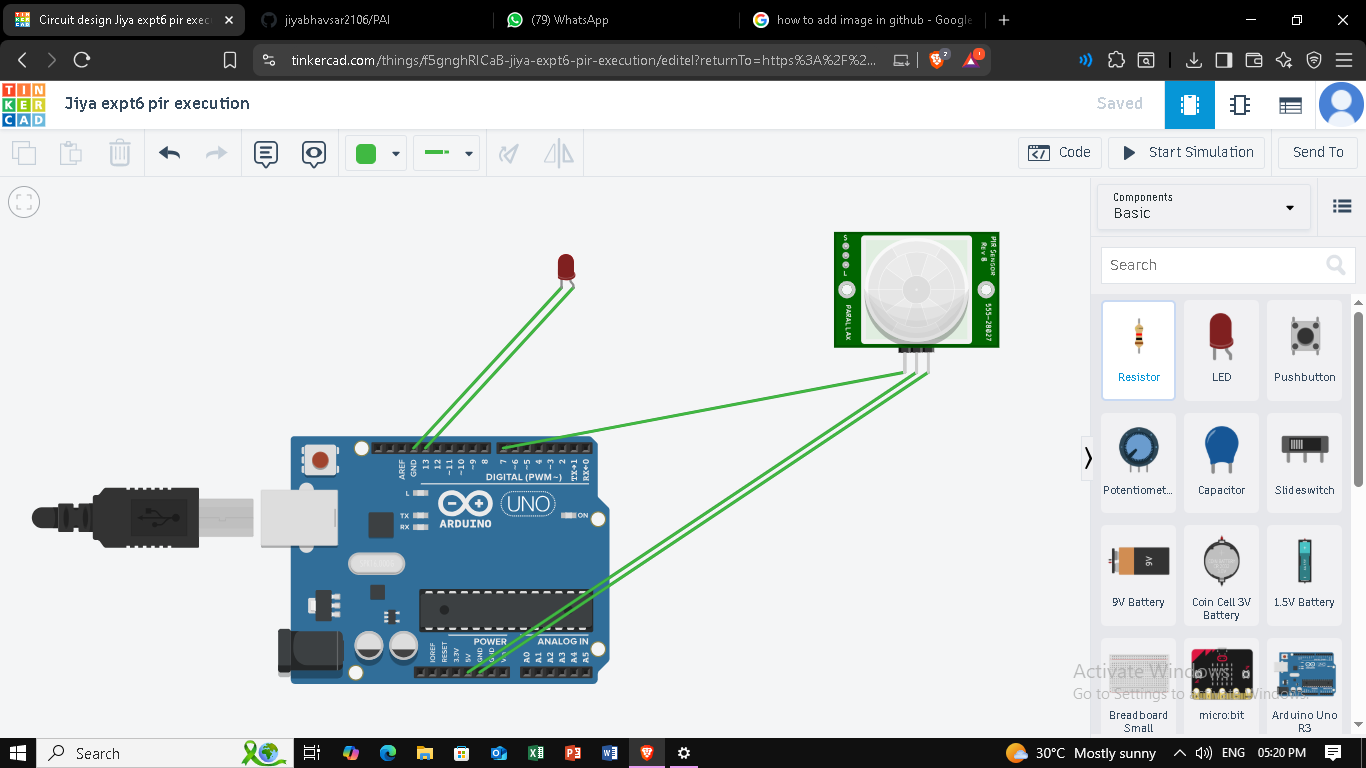 Circuit design Jiya expt6 pir exec
jiyabhavsar2106/PAI
(79) WhatsApp
how to add image in github - Google
tinkercad.com/things/f5gnghRlCaB-jiya-expt6-pir-execution/editel?returnTo=https%3A%2F%2...
2
1
TIN
KER
CAD
Jiya expt6 pir execution
Saved
Code
Start Simulation
Send To
Components
Basic
Search
Resistor
LED
Pushbutton
Potentiomet...
Capacitor
Slideswitch
9V
9V Battery
Coin Cell 3V
Battery
1.5V Battery
Breadboard
Small
micro:bit
Arduino Uno
R3
S
L
PIR SENSOR
Rev B
PARALLAX
555-28027
AREF
GND
13
12
~11
~10
~9
8
7
~6
~5
4
~3
2
TX→1
RX←0
DIGITAL (PWM~)
L
TX
RX
ARDUINO
UNO
ON
POWER
ANALOG IN
IOREF
RESET
3.3V
5V
GND
GND
A0
A1
A2
A3
A4
A5
Activate Windows
Go to Settings to activate Windows.
Search
30°C Mostly sunny
ENG
05:20 PM